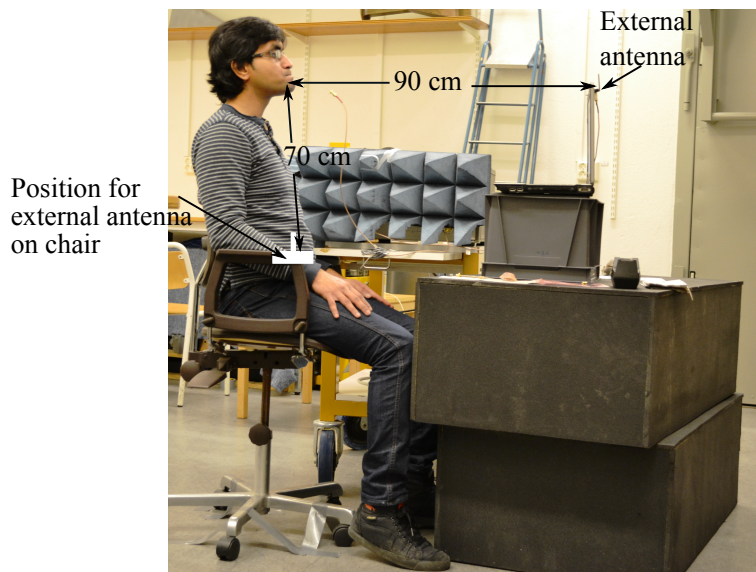 External
antenna
90 cm
70 cm
Position for
external antenna
on chair